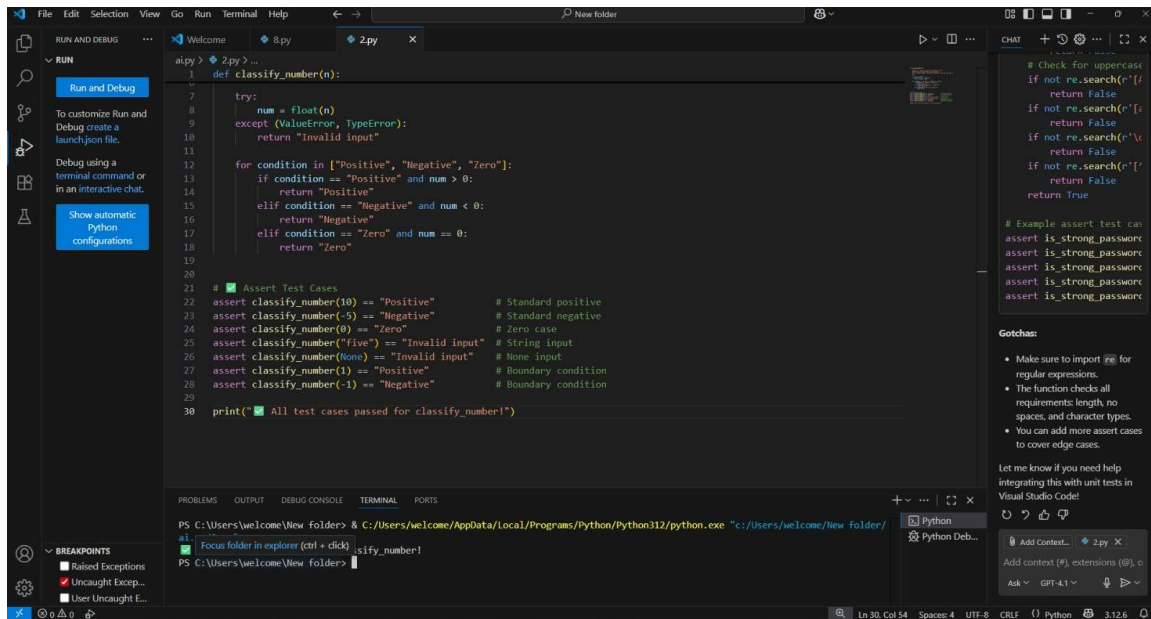 File Edit Selection View Go Run Terminal Help
New folder
RUN AND DEBUG
RUN
Run and Debug
To customize Run and
Debug create a
launch.json file.
Debug using a
terminal command or
in an interactive chat.
Show automatic
Python
configurations
BREAKPOINTS
Raised Exceptions
Uncaught Excep...
User Uncaught E...
Welcome 8.py 2.py
ai.py > 2.py > ...
1 def classify_number(n):
7 try:
8 num = float(n)
9 except (ValueError, TypeError):
10 return "Invalid input"
11
12 for condition in ["Positive", "Negative", "Zero"]:
13 if condition == "Positive" and num > 0:
14 return "Positive"
15 elif condition == "Negative" and num < 0:
16 return "Negative"
17 elif condition == "Zero" and num == 0:
18 return "Zero"
19
20
21 # ✅ Assert Test Cases
22 assert classify_number(10) == "Positive" # Standard positive
23 assert classify_number(-5) == "Negative" # Standard negative
24 assert classify_number(0) == "Zero" # Zero case
25 assert classify_number("five") == "Invalid input" # String input
26 assert classify_number(None) == "Invalid input" # None input
27 assert classify_number(1) == "Positive" # Boundary condition
28 assert classify_number(-1) == "Negative" # Boundary condition
29
30 print("✅ All test cases passed for classify_number!")
PROBLEMS OUTPUT DEBUG CONSOLE TERMINAL PORTS
PS C:\Users\welcome\New folder> & C:/Users/welcome/AppData/Local/Programs/Python/Python312/python.exe "c:/Users/welcome/New folder/
ai.
Focus folder in explorer (ctrl + click)
✅ sify_number!
PS C:\Users\welcome\New folder>
Python
Python Deb...
CHAT
# Check for uppercase
if not re.search(r'[
return False
if not re.search(r'[
return False
if not re.search(r'\
return False
if not re.search(r'[
return False
return True
# Example assert test cas
assert is_strong_password
assert is_strong_password
assert is_strong_password
assert is_strong_password
assert is_strong_password
Gotchas:
• Make sure to import re for
regular expressions.
• The function checks all
requirements: length, no
spaces, and character types.
• You can add more assert cases
to cover edge cases.
Let me know if you need help
integrating this with unit tests in
Visual Studio Code!
Add Context... 2.py
Add context (#), extensions (@), c
Ask GPT-4.1
0 0
Ln 30, Col 54 Spaces: 4 UTF-8 CRLF Python 3.12.6